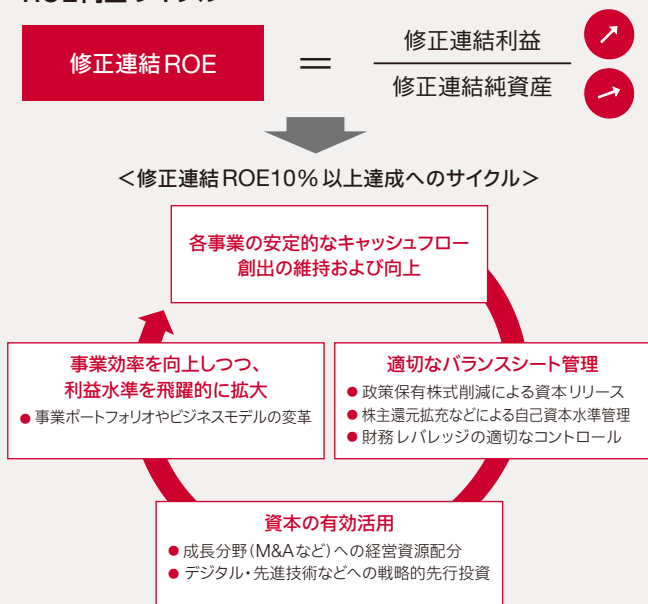 修正連結ROE
＝
修正連結利益
修正連結純資産
＜修正連結ROE10％以上達成へのサイクル＞
各事業の安定的なキャッシュフロー
創出の維持および向上
適切なバランスシート管理
● 政策保有株式削減による資本リリース
● 株主還元拡充などによる自己資本水準管理
● 財務レバレッジの適切なコントロール
資本の有効活用
● 成長分野（M&Aなど）への経営資源配分
● デジタル・先進技術などへの戦略的先行投資
事業効率を向上しつつ、
利益水準を飛躍的に拡大
● 事業ポートフォリオやビジネスモデルの変革